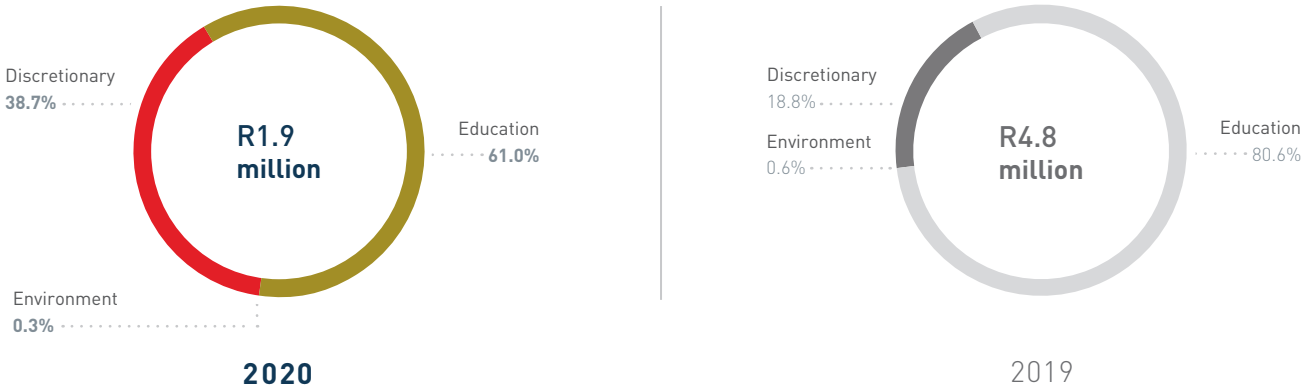 Discretionary
38.7%
R1.9
million
Education
61.0%
Environment
0.3%
2020
Discretionary
18.8%
Environment
0.6%
R4.8
million
Education
80.6%
2019